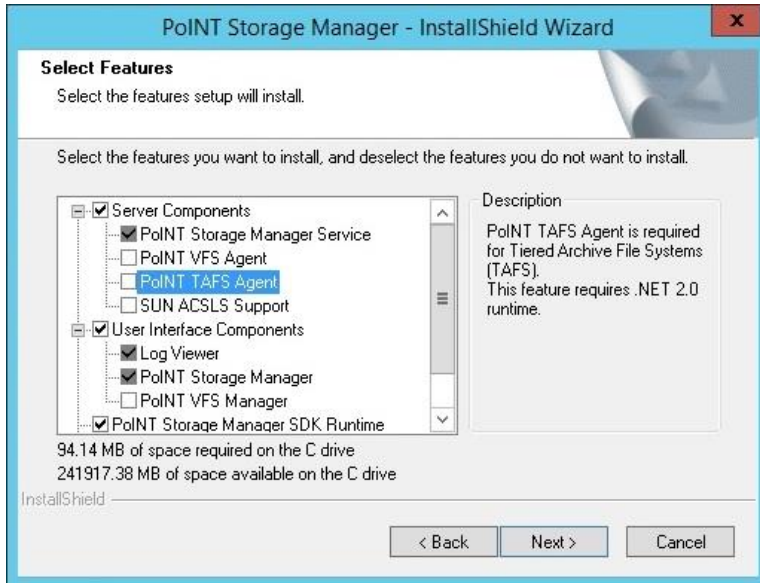 PoINT Storage Manager - InstallShield Wizard
x
Select Features
Select the features setup will install.
Select the features you want to install, and deselect the features you do not want to install.
Server Components
PoINT Storage Manager Service
PoINT VFS Agent
PoINT TAFS Agent
SUN ACSLS Support
User Interface Components
Log Viewer
PoINT Storage Manager
PoINT VFS Manager
PoINT Storage Manager SDK Runtime
Description
PoINT TAFS Agent is required
for Tiered Archive File Systems
(TAFS).
This feature requires .NET 2.0
runtime.
94.14 MB of space required on the C drive
241917.38 MB of space available on the C drive
InstallShield
< Back
Next >
Cancel